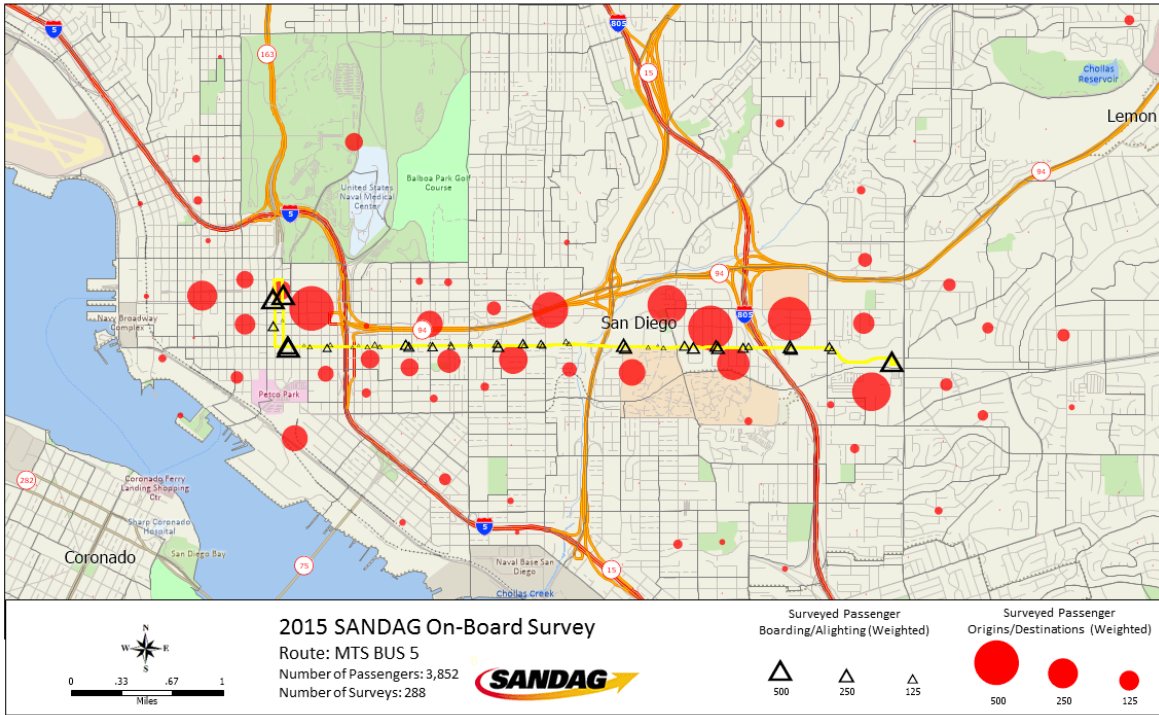 5
805
163
15
Chollas
Reservoir
Lemon
94
United States
Naval Medical
Center
Balboa Park Golf
Course
5
94
Navy Broadway
Complex
San Diego
805
94
Petco Park
282
Coronado Ferry
Landing Shopping
Ctr
Sharp Coronado
Hospital
San Diego Bay
Coronado
75
5
Naval Base San
Diego
Chollas Creek
15
N
W E
S
0 .33 .67 1
Miles
2015 SANDAG On-Board Survey
Route: MTS BUS 5
Number of Passengers: 3,852
Number of Surveys: 288
SANDAG
Surveyed Passenger
Boarding/Alighting (Weighted)
500 250 125
Surveyed Passenger
Origins/Destinations (Weighted)
500 250 125